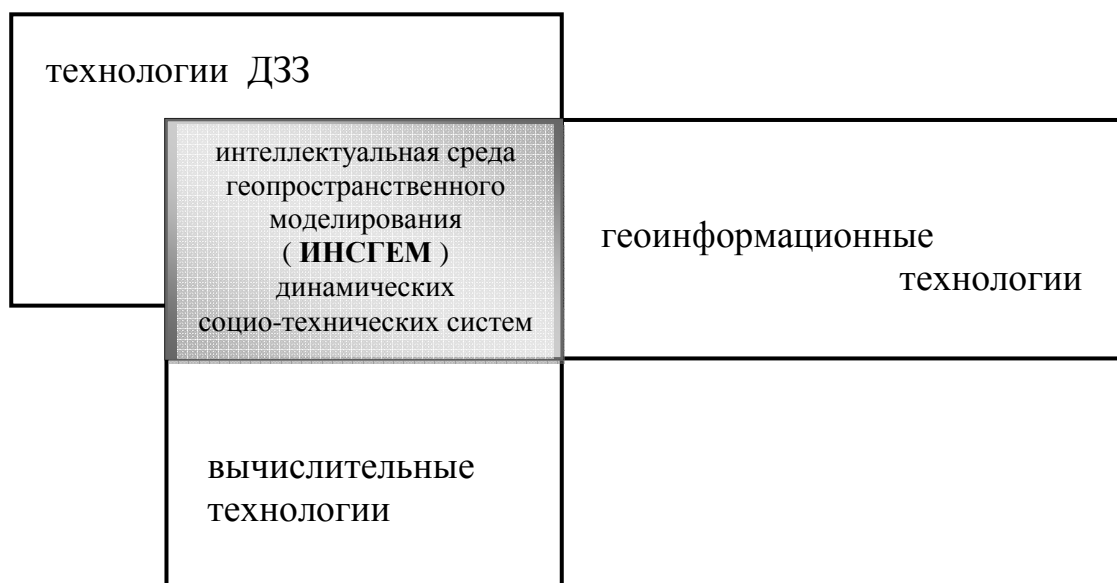 технологии ДЗЗ
интеллектуальная среда
геопространственного
моделирования
( ИНСГЕМ )
динамических
социо-технических систем
геоинформационные
технологии
вычислительные
технологии